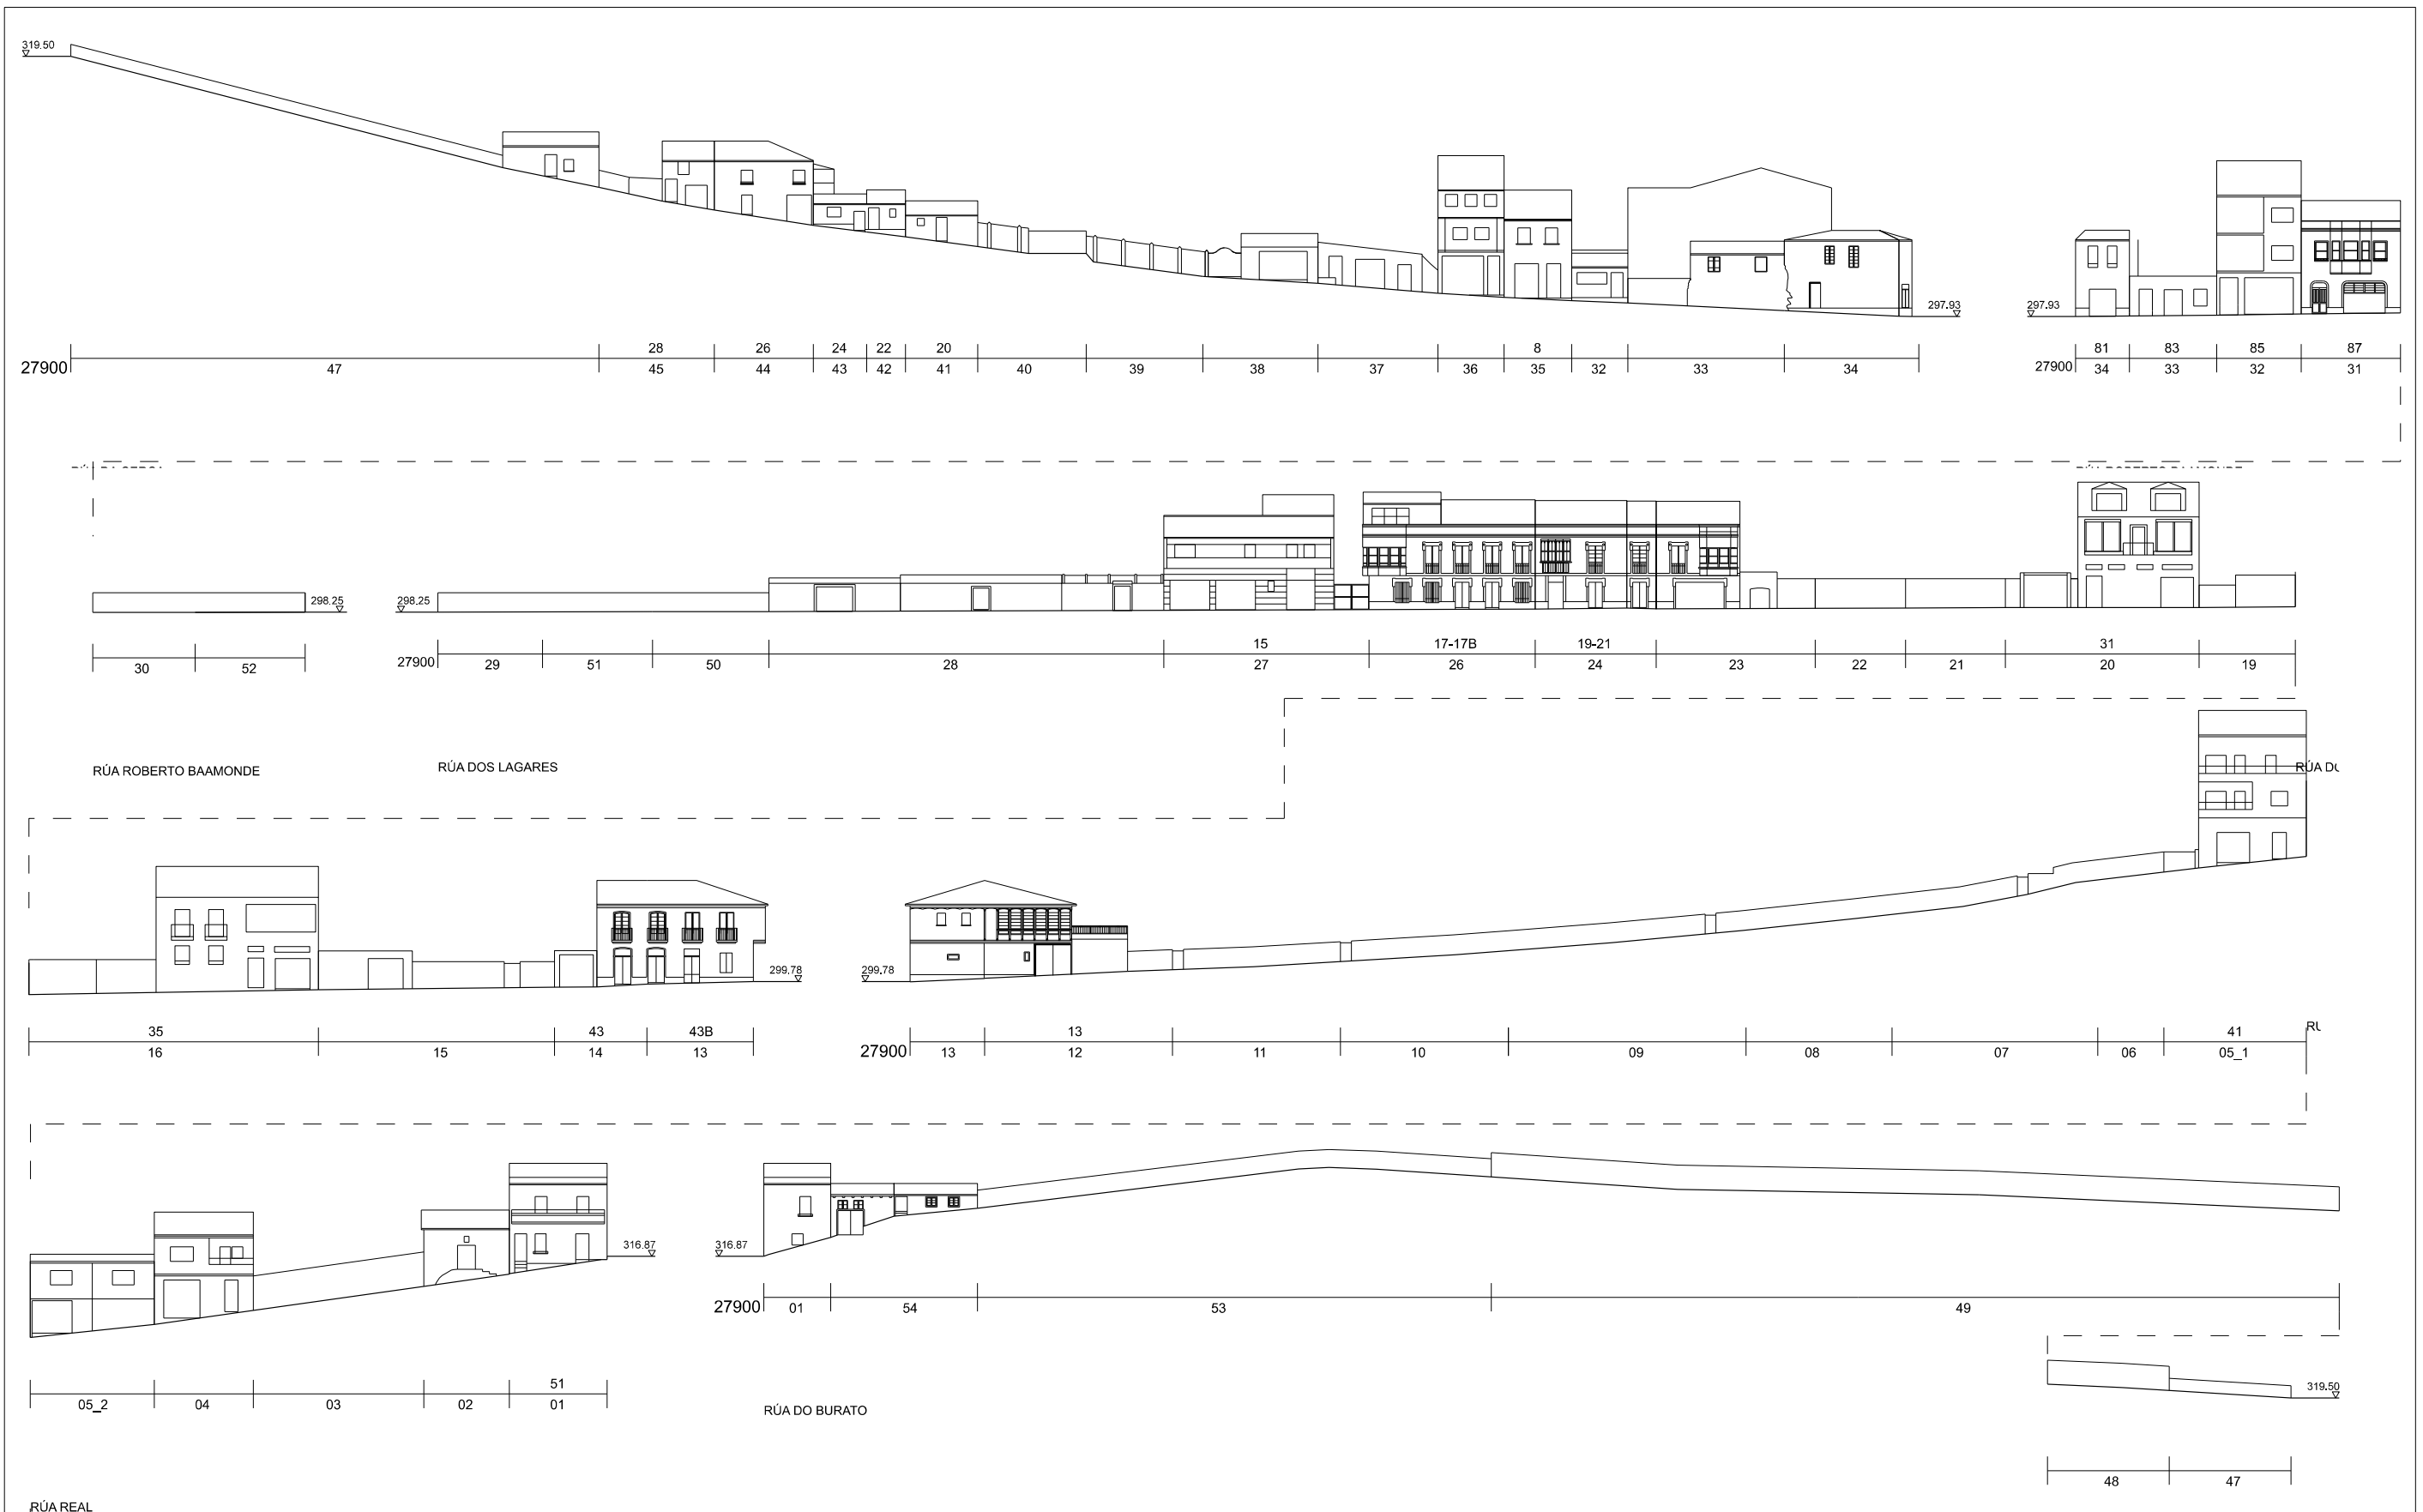 319.50
297.93
297.93
28 26 24 22 20 8
27900 47 45 44 43 42 41 40 39 38 37 36 35 32 33 34
81 83 85 87
27900 34 33 32 31
298.25
298.25
30 52
15 17-17B 19-21 31
27900 29 51 50 28 27 26 24 23 22 21 20 19
RÚA ROBERTO BAAMONDE
RÚA DOS LAGARES
299.78
299.78
35 43 43B
16 15 14 13
13 41
27900 13 12 11 10 09 08 07 06 05_1
316.87
316.87
27900 01 54 53 49
51
05_2 04 03 02 01
RÚA DO BURATO
319.50
48 47
RÚA REAL